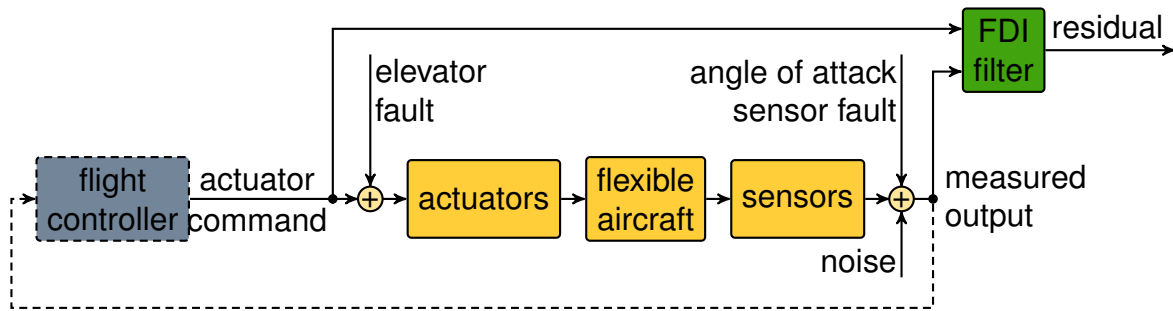 FDI
filter
residual
elevator
fault
angle of attack
sensor fault
flight
controller
actuator
command
+
actuators
flexible
aircraft
sensors
+
measured
output
noise